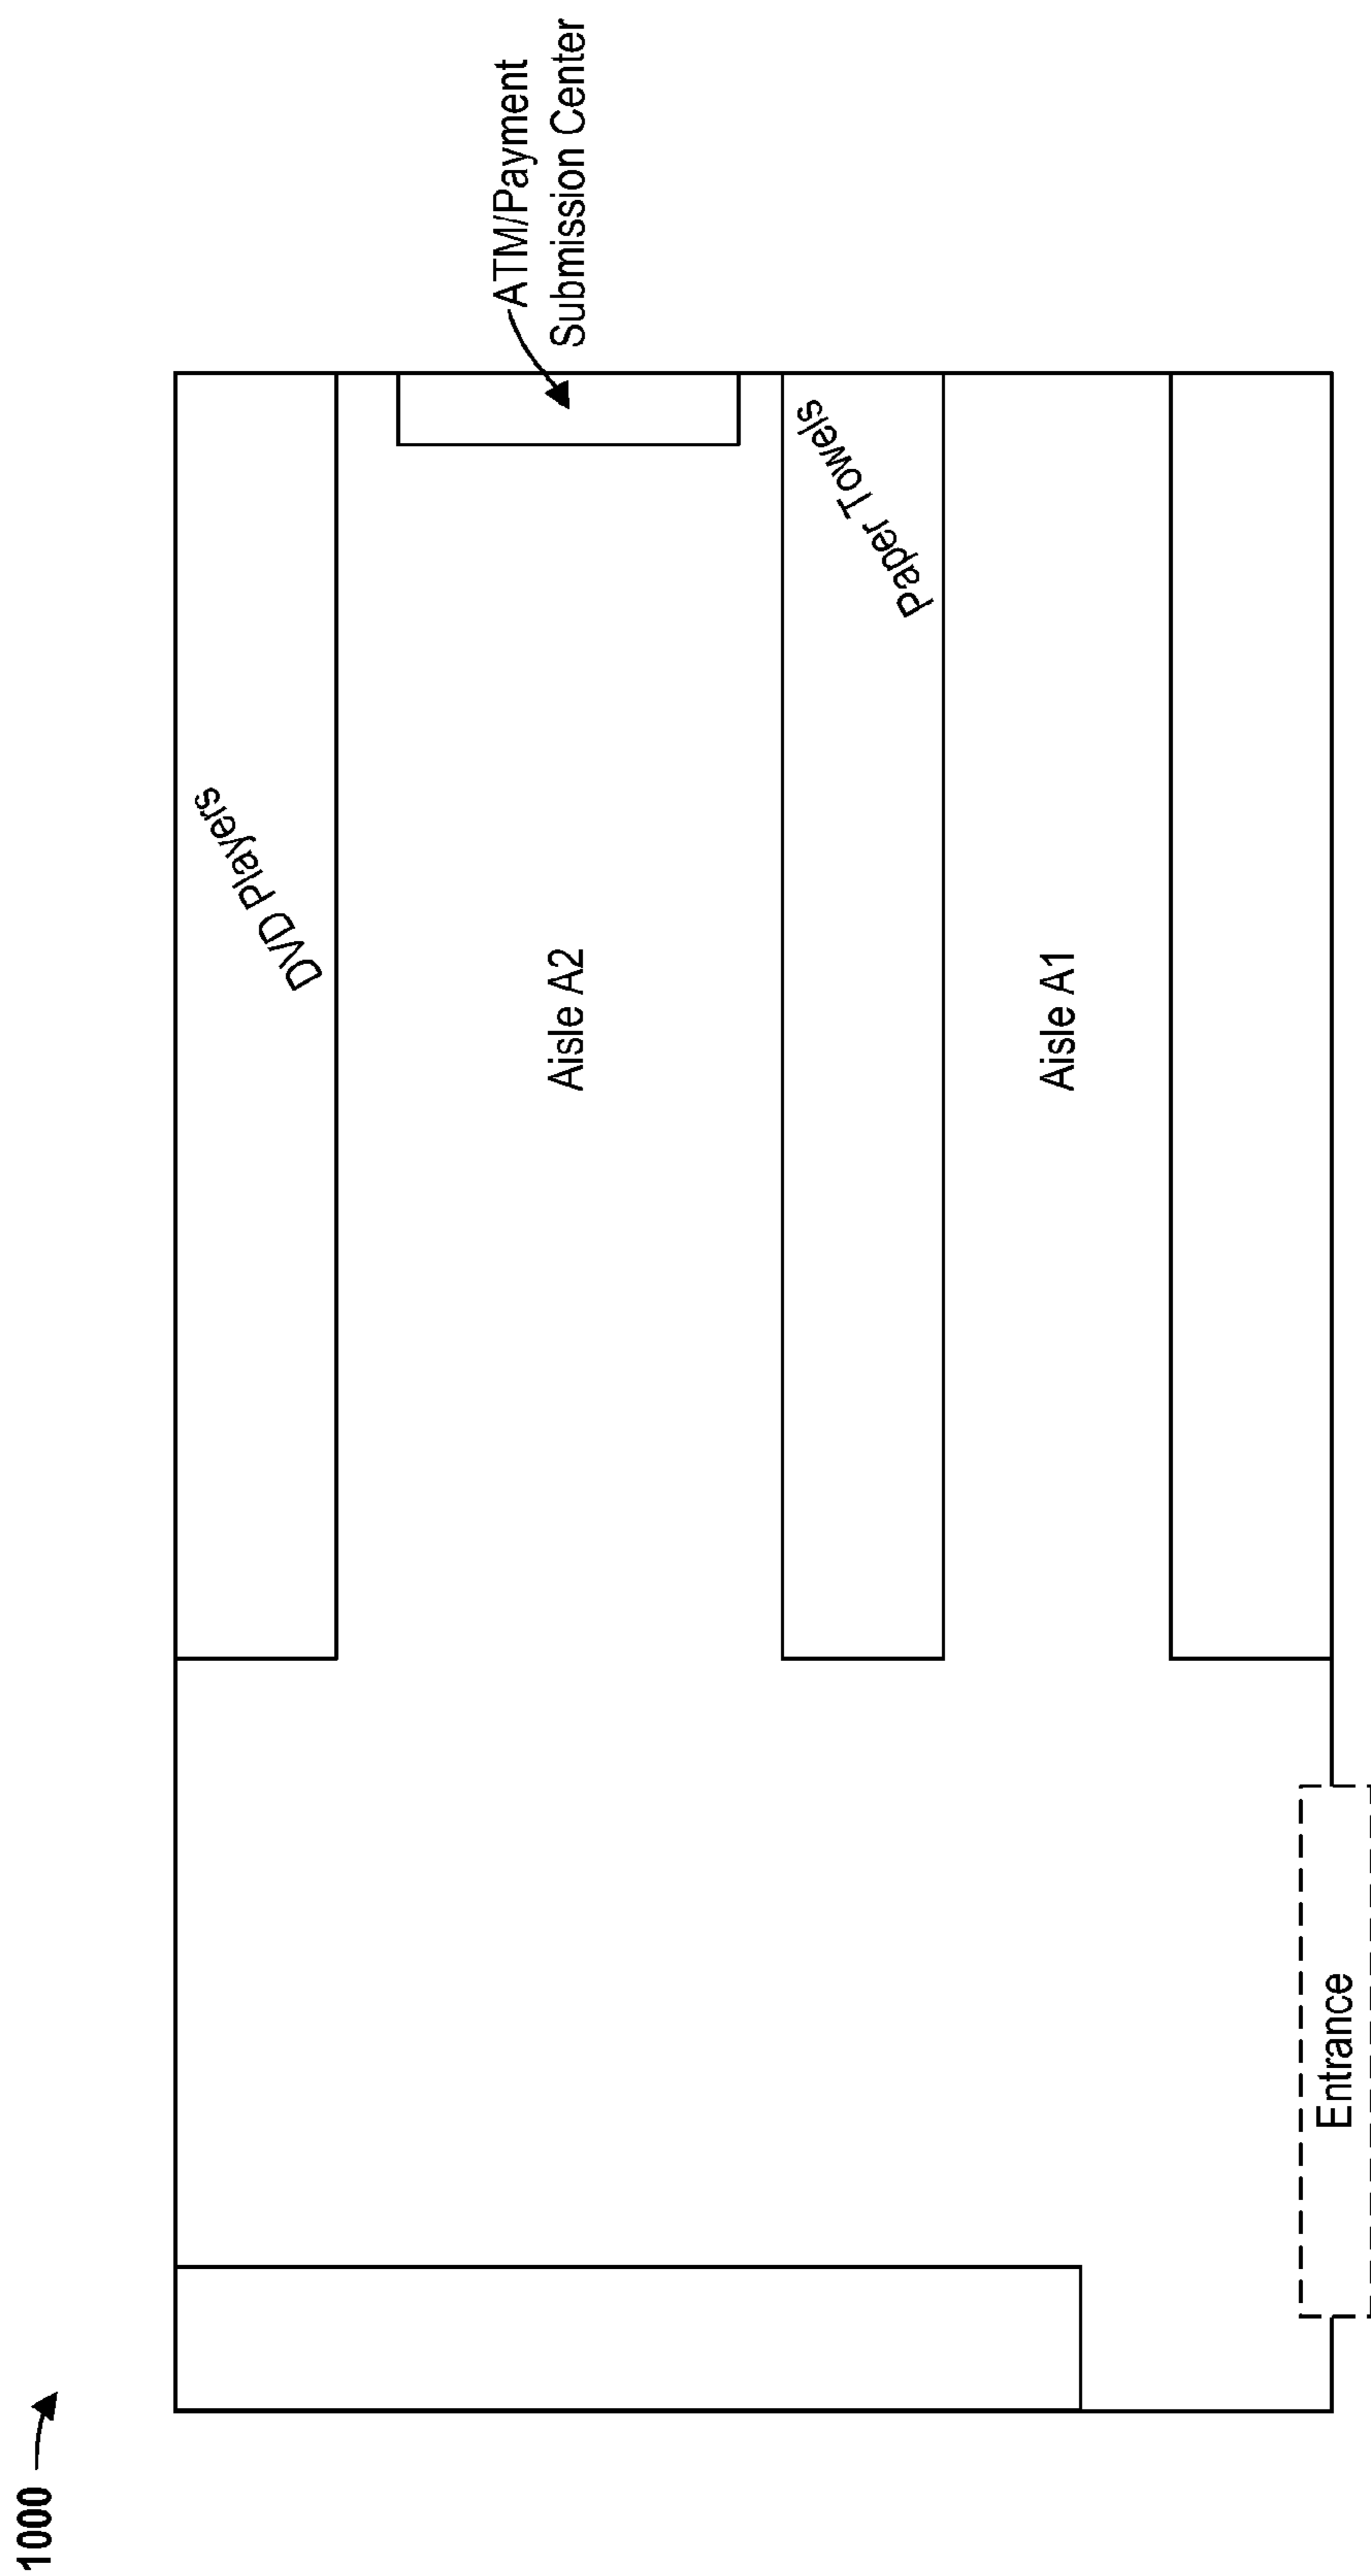 1000
DVD Players
ATM/Payment
Submission Center
Aisle A2
Paper Towels
Aisle A1
Entrance